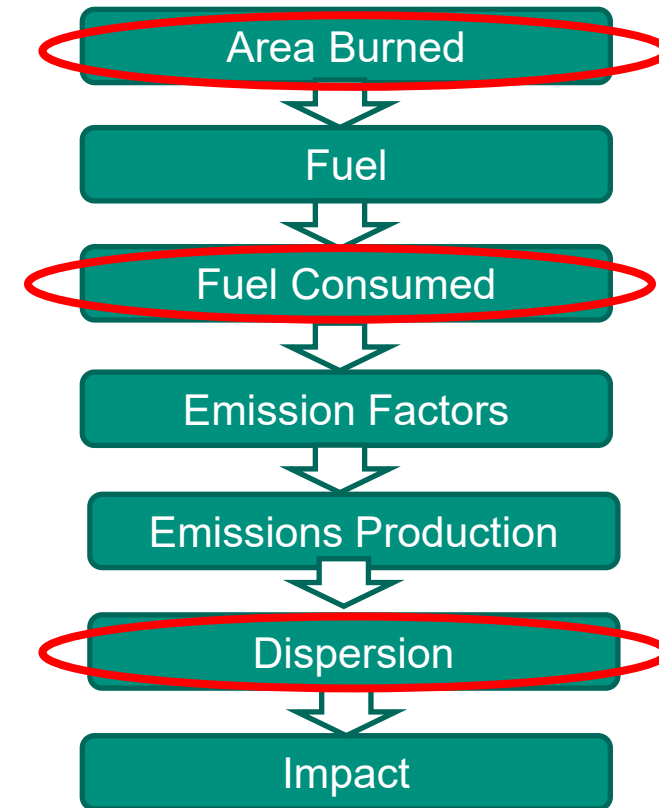 Area Burned
Fuel
Fuel Consumed
Emission Factors
Emissions Production
Dispersion
Impact